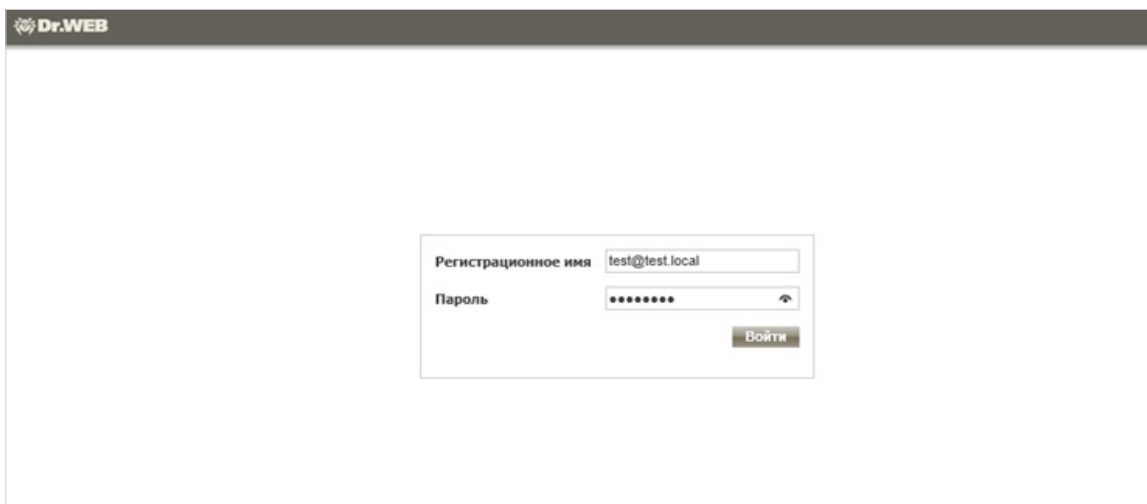 Dr.WEB
Регистрационное имя test@test.local
Пароль ••••••••
Войти